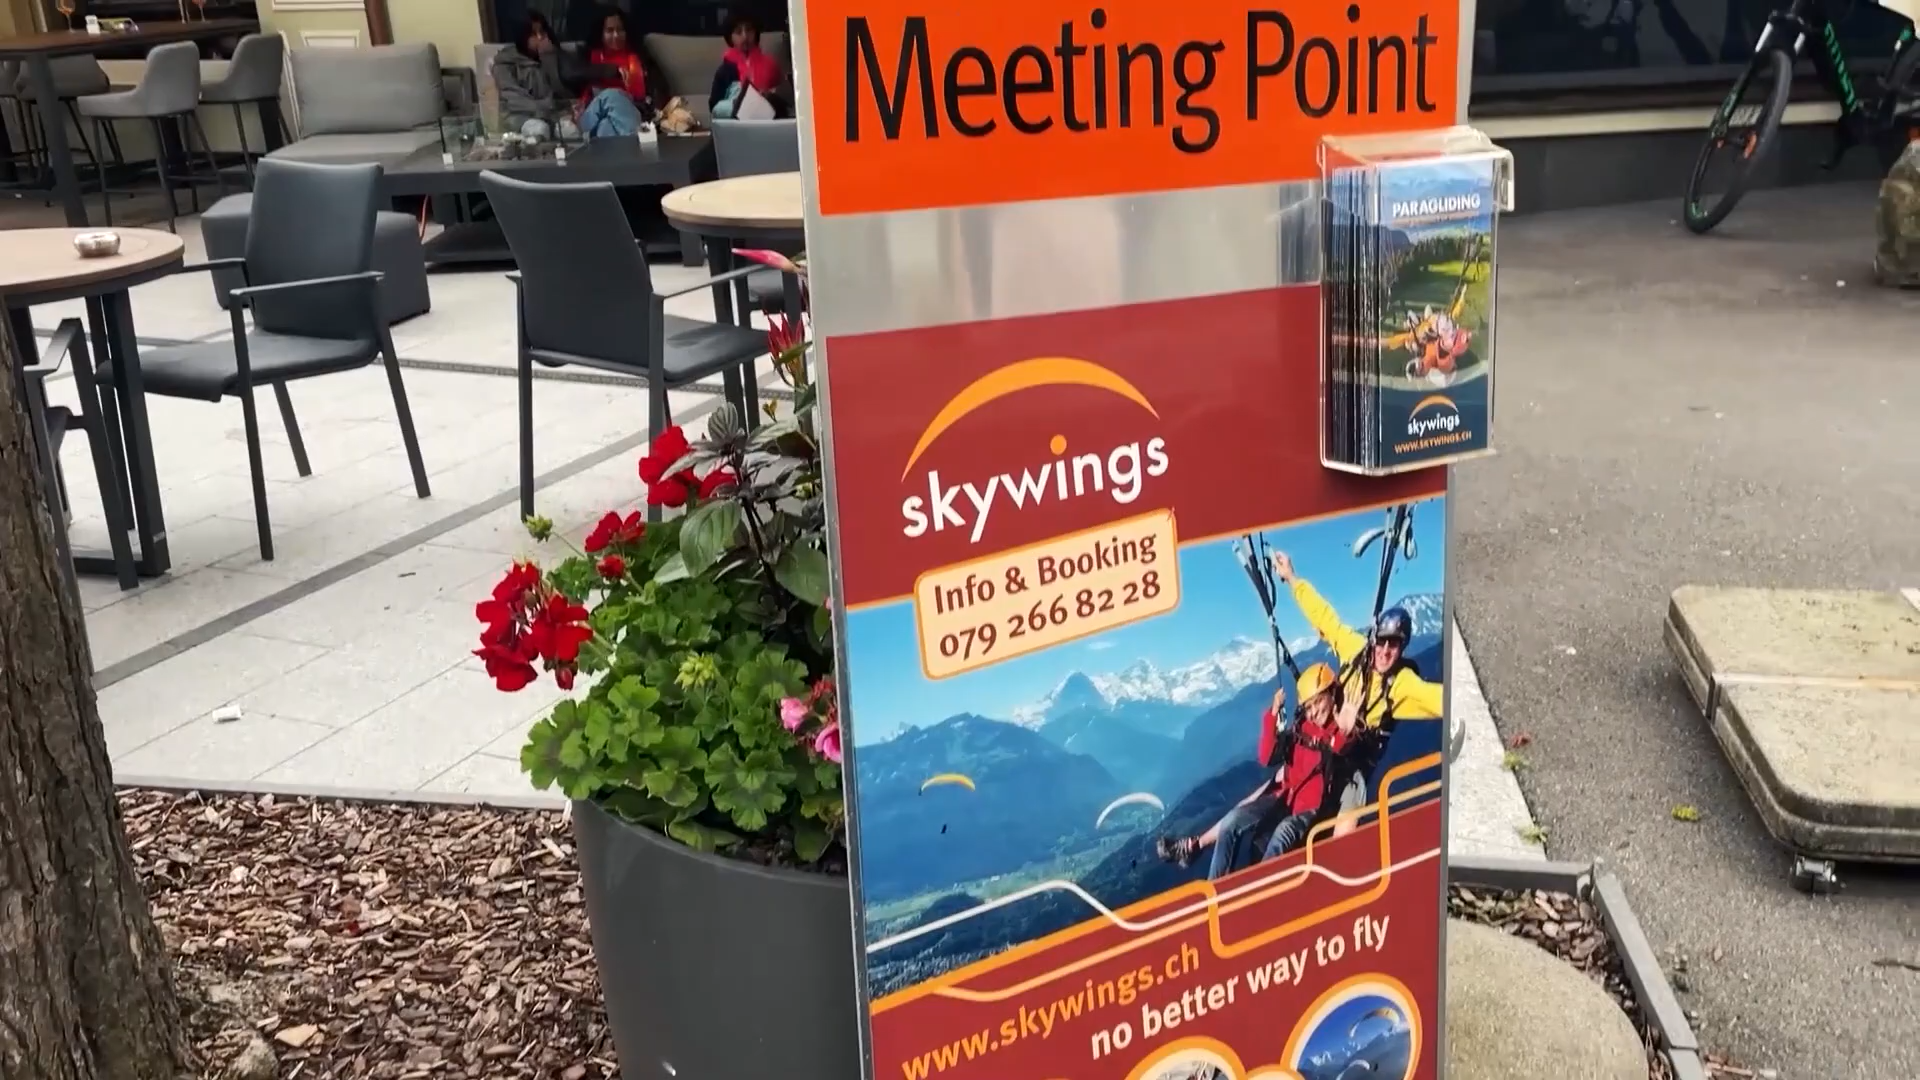 Meeting Point
PARAGLIDING
skywings
WWW.SKYWINGS.CH
skywings
Info & Booking
079 266 82 28
www.skywings.ch
no better way to fly